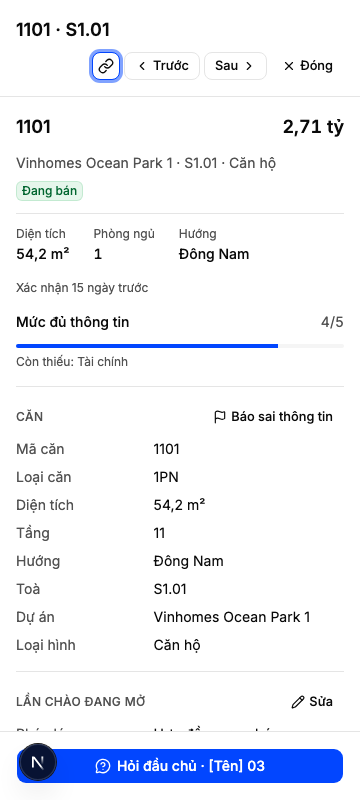 1101 · S1.01
Trước Sau Đóng
1101 2,71 tỷ
Vinhomes Ocean Park 1 · S1.01 · Căn hộ
Đang bán
Diện tích Phòng ngủ Hướng
54,2 m² 1 Đông Nam
Xác nhận 15 ngày trước
Mức đủ thông tin 4/5
Còn thiếu: Tài chính
CĂN Báo sai thông tin
Mã căn 1101
Loại căn 1PN
Diện tích 54,2 m²
Tầng 11
Hướng Đông Nam
Toà S1.01
Dự án Vinhomes Ocean Park 1
Loại hình Căn hộ
LẦN CHÀO ĐANG MỞ Sửa
N Hỏi đầu chủ · [Tên] 03